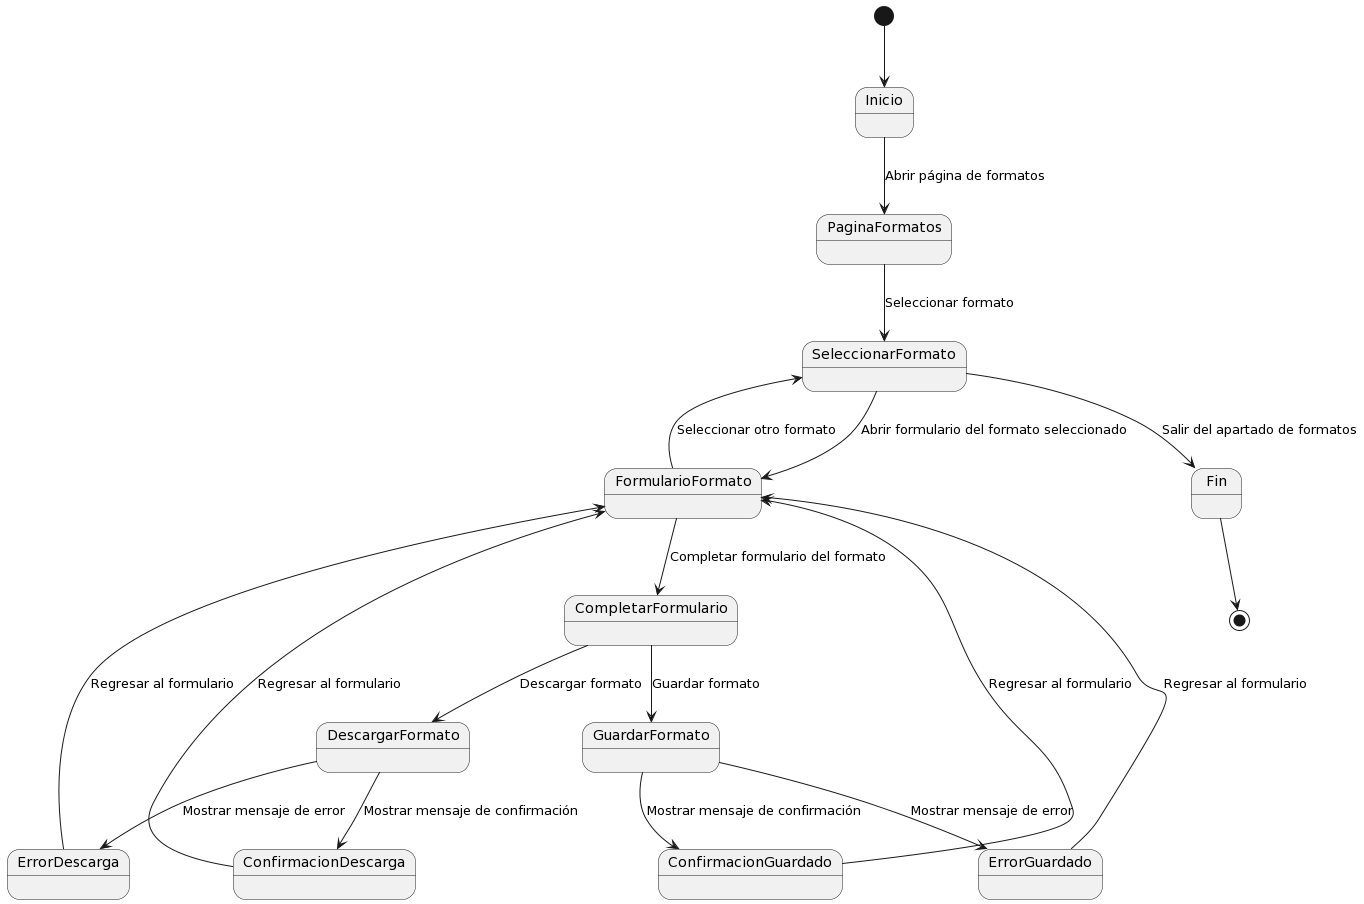 Inicio
Abrir página de formatos
PaginaFormatos
Seleccionar formato
SeleccionarFormato
Seleccionar otro formato
Abrir formulario del formato seleccionado
Salir del apartado de formatos
FormularioFormato
Fin
Completar formulario del formato
CompletarFormulario
Regresar al formulario
Regresar al formulario
Descargar formato
Guardar formato
Regresar al formulario
Regresar al formulario
DescargarFormato
GuardarFormato
Mostrar mensaje de error
Mostrar mensaje de confirmación
Mostrar mensaje de confirmación
Mostrar mensaje de error
ErrorDescarga
ConfirmacionDescarga
ConfirmacionGuardado
ErrorGuardado